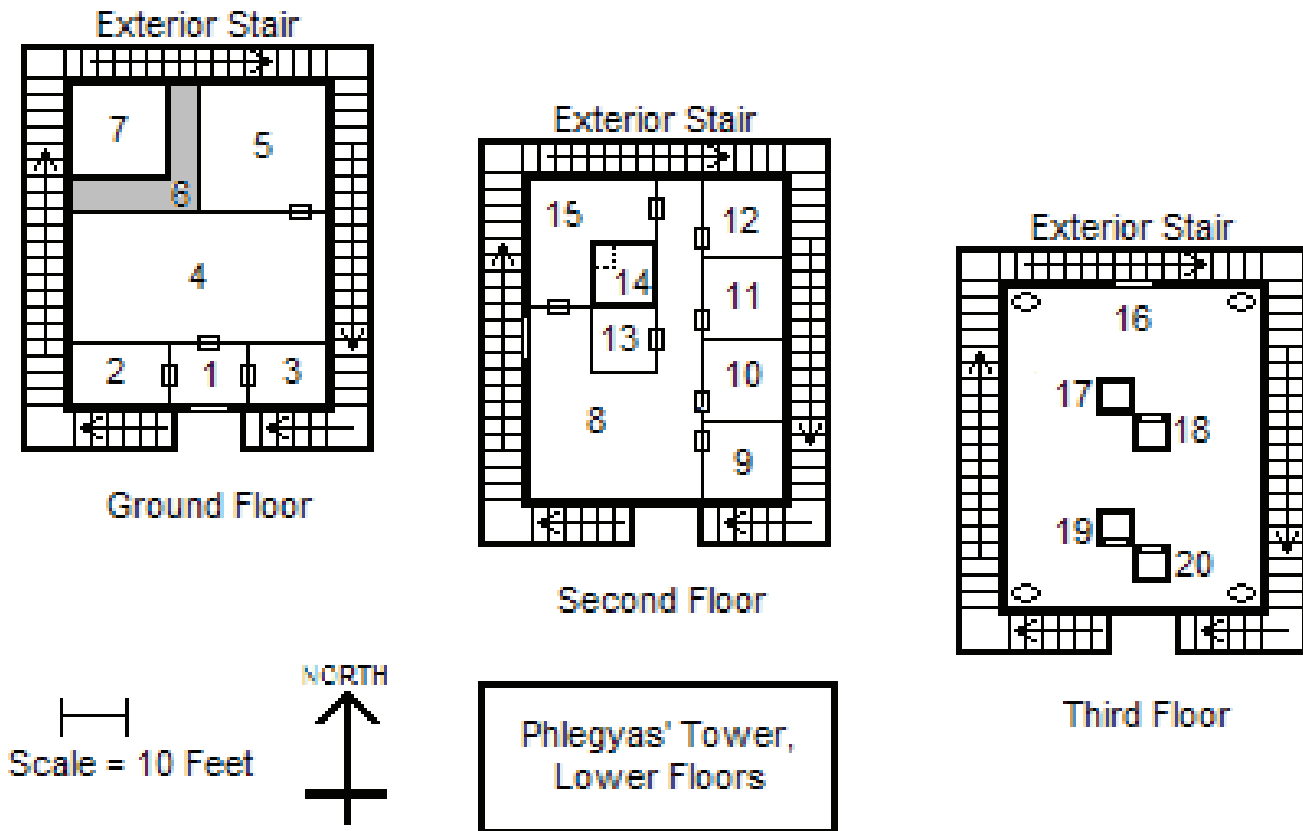 Exterior Stair
7
5
6
4
2
1
3
Ground Floor
Exterior Stair
15
12
14
11
13
10
8
9
Second Floor
Exterior Stair
16
17
18
19
20
Third Floor
Scale = 10 Feet
NORTH
Phlegyas' Tower,
Lower Floors